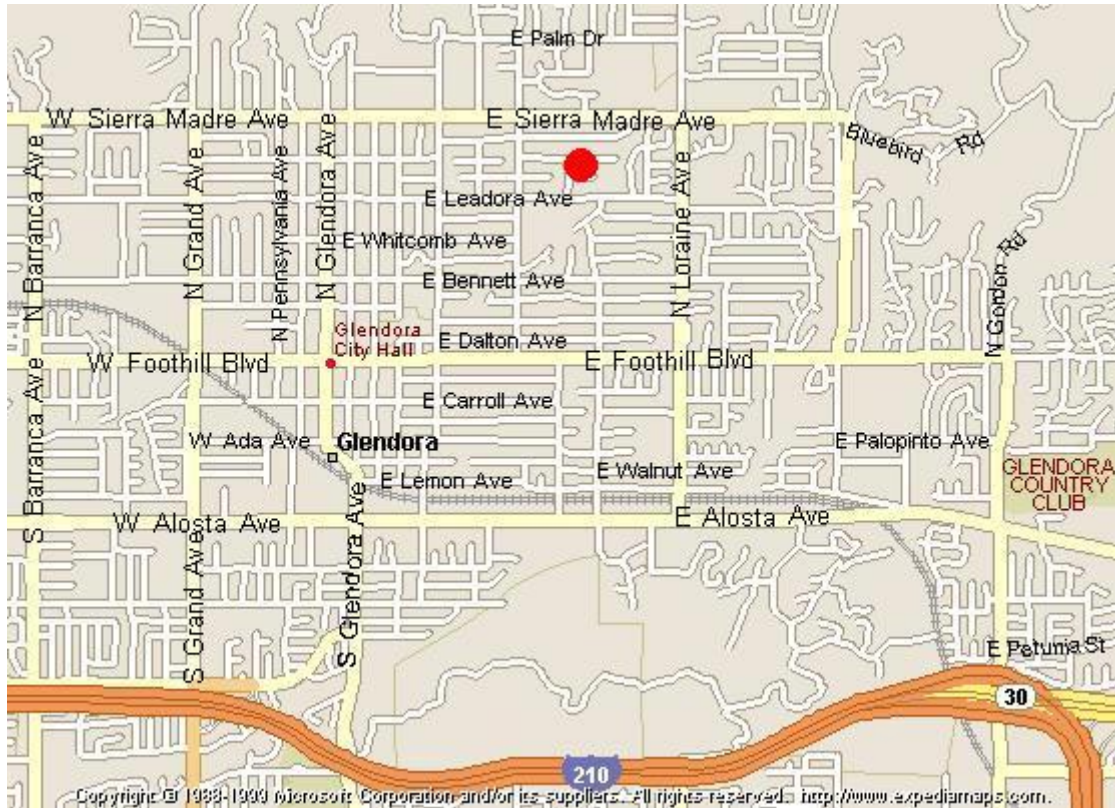 E Palm Dr
W Sierra Madre Ave
E Sierra Madre Ave
Bluebird Rd
N Barranca Ave
N Grand Ave
N Pennsylvania Ave
N Glendora Ave
N Loraine Ave
E Leadora Ave
E Whitcomb Ave
E Bennett Ave
N Gordon Rd
Glendora
City Hall
E Dalton Ave
W Foothill Blvd
E Foothill Blvd
S Barranca Ave
E Carroll Ave
W Ada Ave
Glendora
E Palopinto Ave
E Lemon Ave
E Walnut Ave
GLENDORA
COUNTRY
CLUB
W Alosta Ave
E Alosta Ave
S Grand Ave
S Glendora Ave
E Petunia St
30
210
Copyright © 1988-1999 Microsoft Corporation and/or its suppliers. All rights reserved. http://www.expediamaps.com.